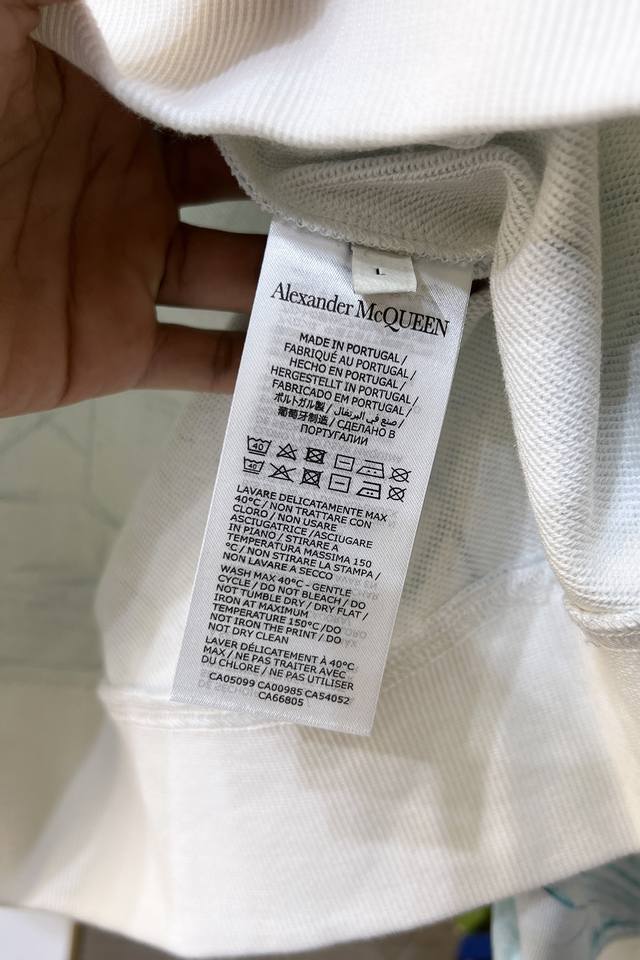 L
Alexander McQUEEN
MADE IN PORTUGAL /
FABRIQUÉ AU PORTUGAL /
HECHO EN PORTUGAL /
HERGESTELLT IN PORTUGAL /
FABRICADO EM PORTUGAL /
ポルトガル製 / صنع في البرتغال /
葡萄牙制造 / СДЕЛАНО В
ПОРТУГАЛИИ
40
40
LAVARE DELICATAMENTE MAX
40°C / NON TRATTARE CON
CLORO / NON USARE
ASCIUGATRICE /ASCIUGARE
IN PIANO / STIRARE A
TEMPERATURA MASSIMA 150
°C / NON STIRARE LA STAMPA /
NON LAVARE A SECCO
WASH MAX 40°C - GENTLE
CYCLE / DO NOT BLEACH / DO
NOT TUMBLE DRY / DRY FLAT /
IRON AT MAXIMUM
TEMPERATURE 150°C /DO
NOT IRON THE PRINT / DO
NOT DRY CLEAN
LAVER DÉLICATEMENT À 40°C
MAX / NE PAS TRAITER AVEC
DU CHLORE / NE PAS UTILISER
CA05099 CA00985 CA54052
CA66805